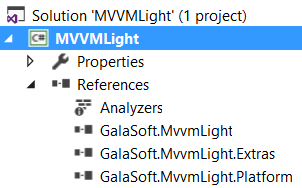 Solution 'MVVMLight' (1 project)
C# MVVMLight
Properties
References
Analyzers
GalaSoft.MvvmLight
GalaSoft.MvvmLight.Extras
GalaSoft.MvvmLight.Platform